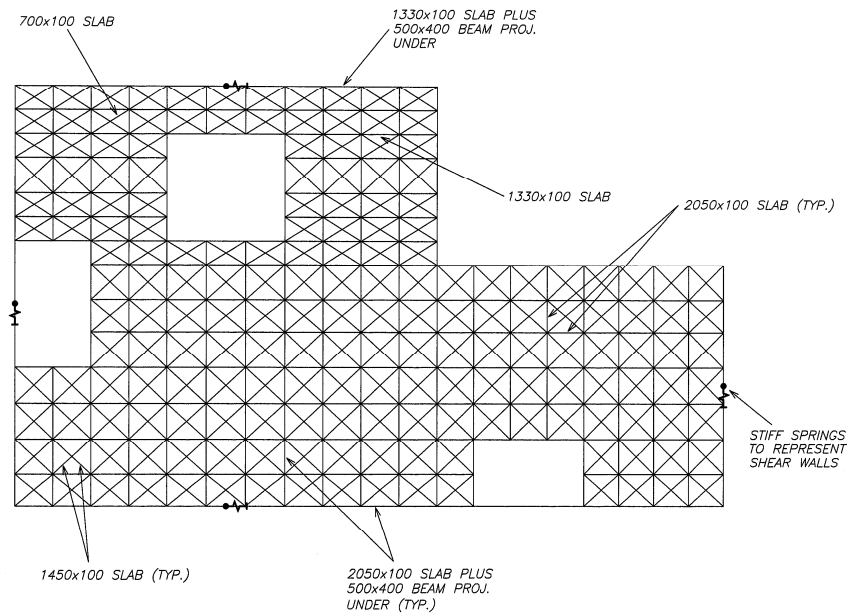 700x100 SLAB
1330x100 SLAB PLUS
500x400 BEAM PROJ.
UNDER
1330x100 SLAB
2050x100 SLAB (TYP.)
STIFF SPRINGS
TO REPRESENT
SHEAR WALLS
1450x100 SLAB (TYP.)
2050x100 SLAB PLUS
500x400 BEAM PROJ.
UNDER (TYP.)